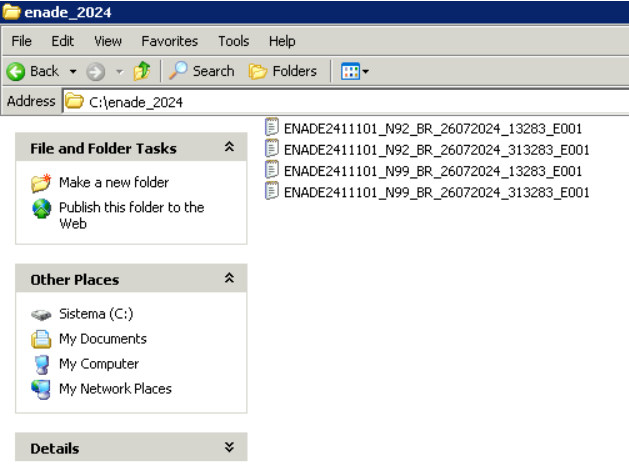 enade_2024
File Edit View Favorites Tools Help
Back Search Folders
Address C:\enade_2024
File and Folder Tasks
Make a new folder
Publish this folder to the
Web
Other Places
Sistema (C:)
My Documents
My Computer
My Network Places
Details
ENADE2411101_N92_BR_26072024_13283_E001
ENADE2411101_N92_BR_26072024_313283_E001
ENADE2411101_N99_BR_26072024_13283_E001
ENADE2411101_N99_BR_26072024_313283_E001